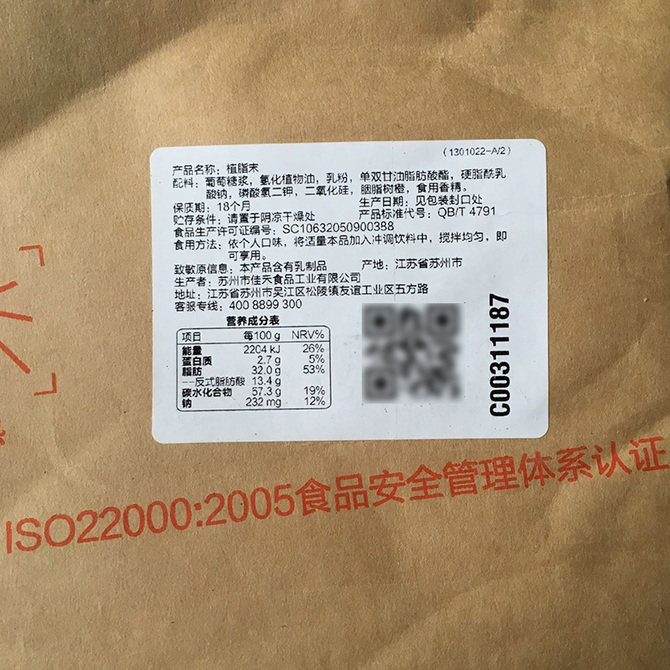 (1301022-A/2)
产品名称：植脂末
配料：葡萄糖浆，氢化植物油，乳粉，单双甘油脂肪酸酯，硬脂酰乳
酸钠，磷酸氢二钾，二氧化硅，胭脂树橙，食用香精。
保质期：18个月 生产日期：见包装封口处
贮存条件：请置于阴凉干燥处 产品标准代号：QB/T 4791
食品生产许可证编号：SC10632050900388
食用方法：依个人口味，将适量本品加入冲调饮料中，搅拌均匀，即
可享用。
致敏原信息：本产品含有乳制品 产地：江苏省苏州市
生产者：苏州市佳禾食品工业有限公司
地址：江苏省苏州市吴江区松陵镇友谊工业区五方路
客服专线：400 8899 300
营养成分表
项目 每100 g NRV%
能量 2204 kJ 26%
蛋白质 2.7 g 5%
脂肪 32.0 g 53%
--反式脂肪酸 13.4 g
碳水化合物 57.3 g 19%
钠 232 mg 12%
C00311187
ISO22000:2005食品安全管理体系认证